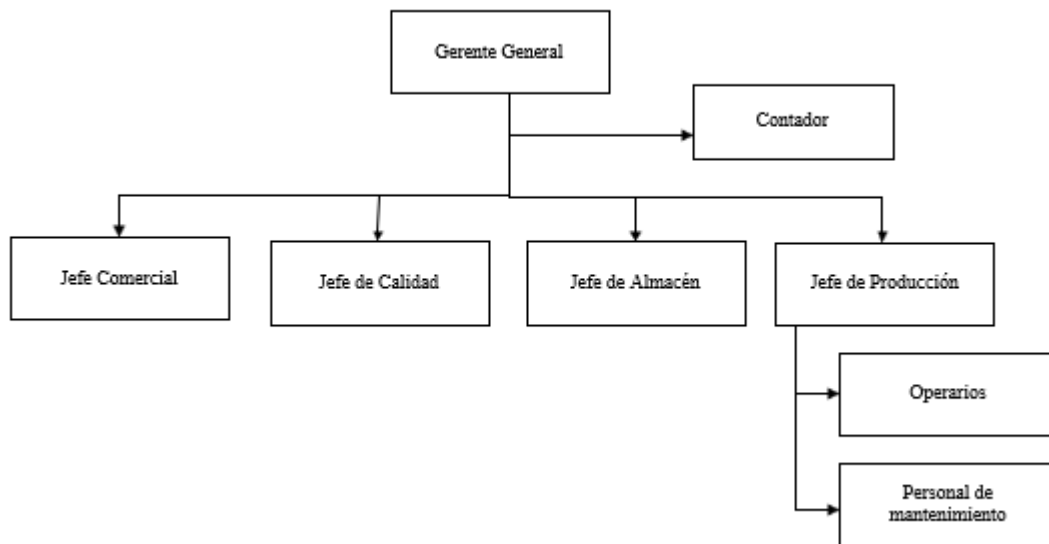 Gerente General
Contador
Jefe Comercial
Jefe de Calidad
Jefe de Almacén
Jefe de Producción
Operarios
Personal de
mantenimiento